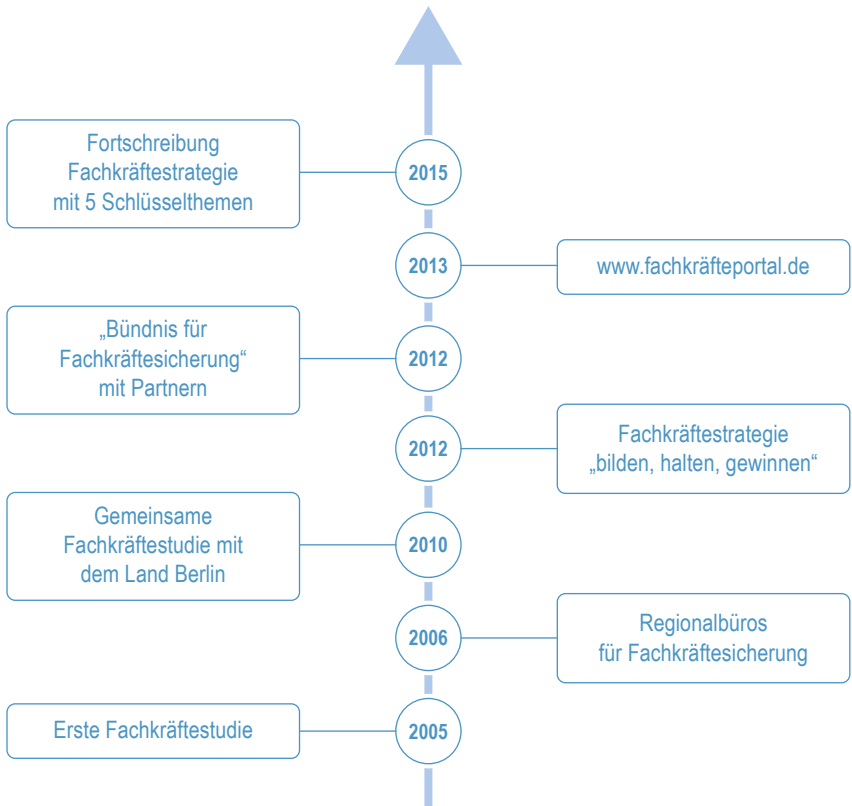 Fortschreibung
Fachkräftestrategie
mit 5 Schlüsselthemen
2015
2013
www.fachkräfteportal.de
„Bündnis für
Fachkräftesicherung“
mit Partnern
2012
2012
Fachkräftestrategie
„bilden, halten, gewinnen“
Gemeinsame
Fachkräftestudie mit
dem Land Berlin
2010
2006
Regionalbüros
für Fachkräftesicherung
Erste Fachkräftestudie
2005